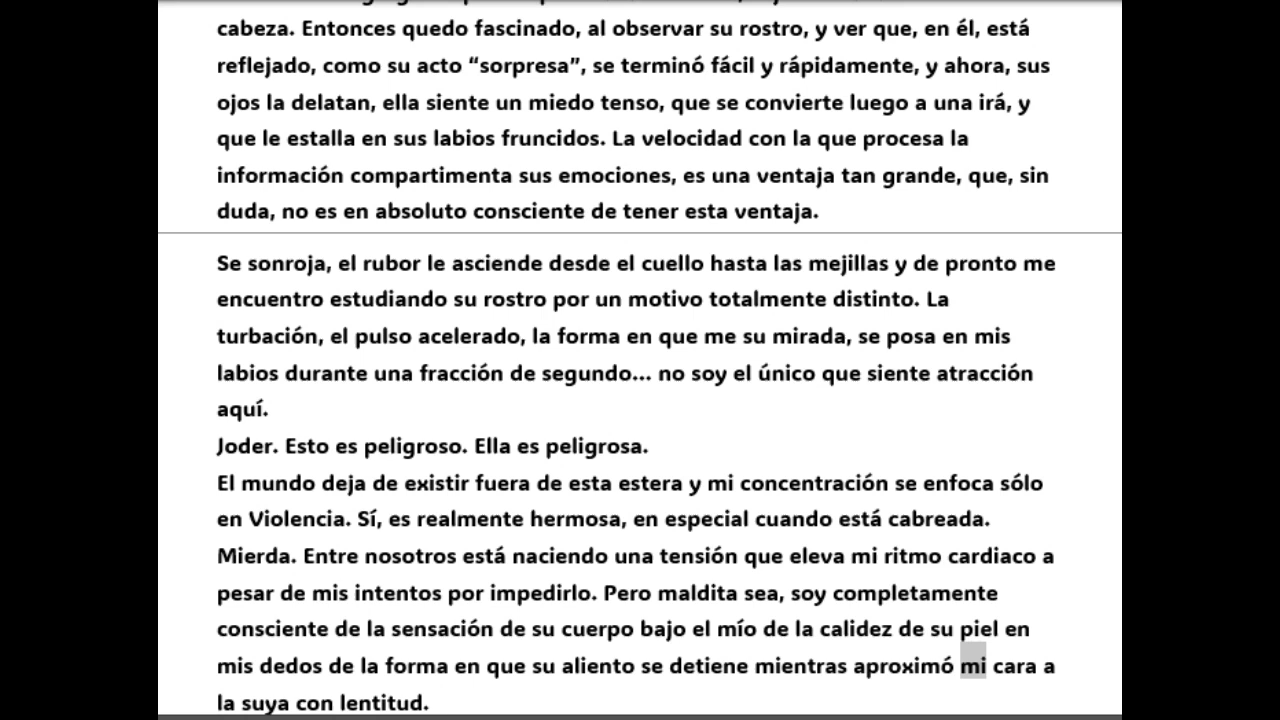 cabeza. Entonces quedo fascinado, al observar su rostro, y ver que, en él, está
reflejado, como su acto “sorpresa”, se terminó fácil y rápidamente, y ahora, sus
ojos la delatan, ella siente un miedo tenso, que se convierte luego a una irá, y
que le estalla en sus labios fruncidos. La velocidad con la que procesa la
información compartimenta sus emociones, es una ventaja tan grande, que, sin
duda, no es en absoluto consciente de tener esta ventaja.
Se sonroja, el rubor le asciende desde el cuello hasta las mejillas y de pronto me
encuentro estudiando su rostro por un motivo totalmente distinto. La
turbación, el pulso acelerado, la forma en que me su mirada, se posa en mis
labios durante una fracción de segundo... no soy el único que siente atracción
aquí.
Joder. Esto es peligroso. Ella es peligrosa.
El mundo deja de existir fuera de esta estera y mi concentración se enfoca sólo
en Violencia. Sí, es realmente hermosa, en especial cuando está cabreada.
Mierda. Entre nosotros está naciendo una tensión que eleva mi ritmo cardiaco a
pesar de mis intentos por impedirlo. Pero maldita sea, soy completamente
consciente de la sensación de su cuerpo bajo el mío de la calidez de su piel en
mis dedos de la forma en que su aliento se detiene mientras aproximó mi cara a
la suya con lentitud.